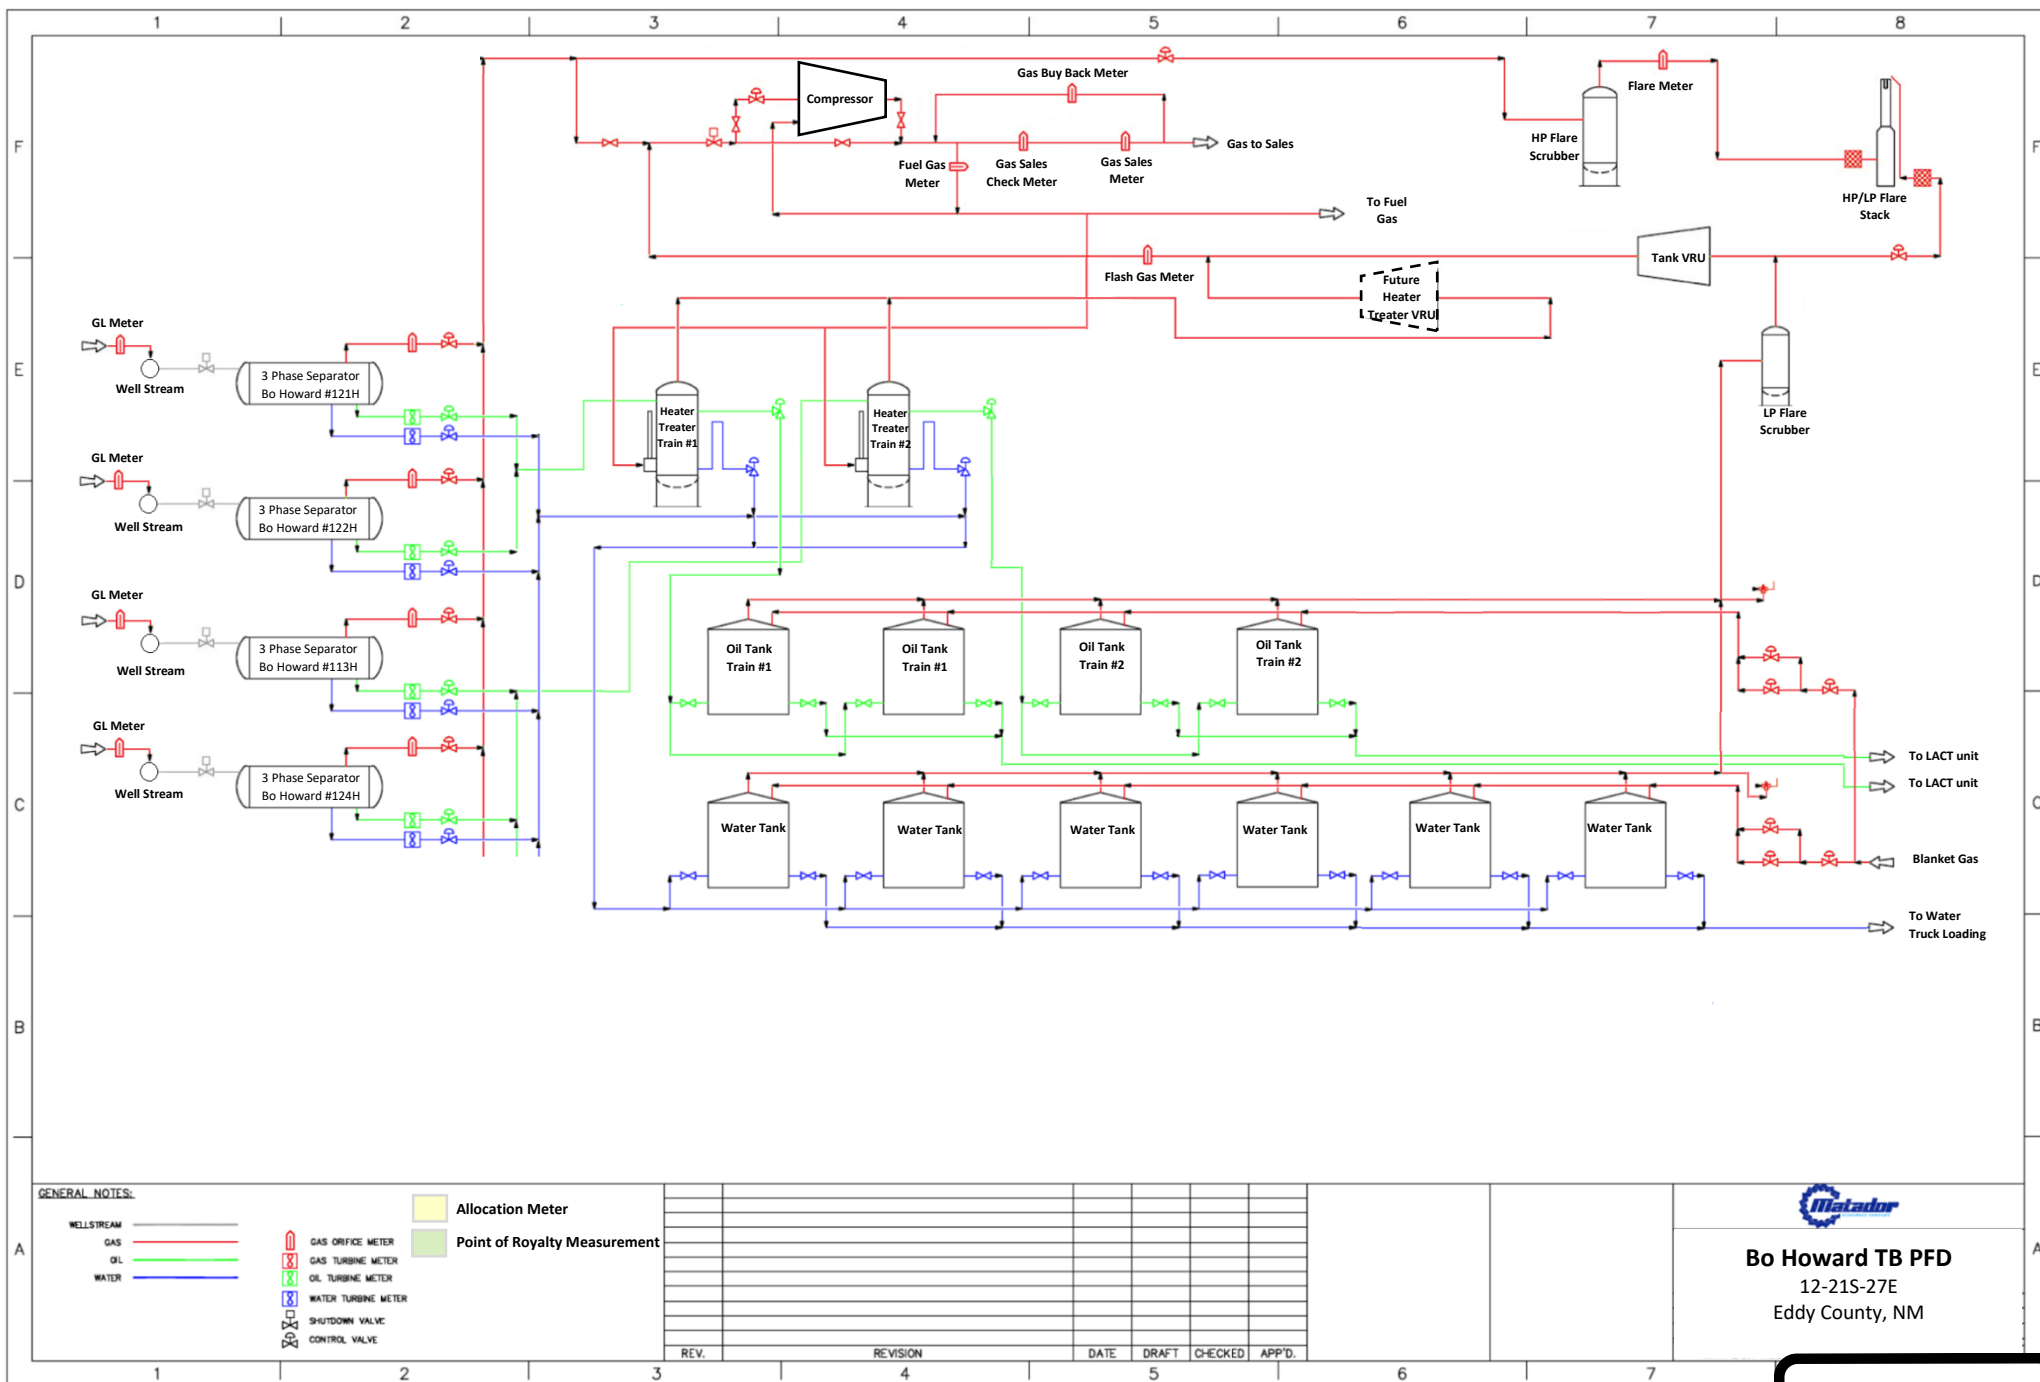 1 2 3 4 5 6 7 8
Gas Buy Back Meter
Compressor
Flare Meter
F
F
HP Flare
Scrubber
Gas to Sales
Fuel Gas
Meter
Gas Sales
Check Meter
Gas Sales
Meter
HP/LP Flare
Stack
To Fuel
Gas
Tank VRU
Flash Gas Meter
Future
Heater
Treater VRU
GL Meter
Well Stream
3 Phase Separator
Bo Howard #121H
E
E
Heater
Treater
Train #1
Heater
Treater
Train #2
LP Flare
Scrubber
GL Meter
Well Stream
3 Phase Separator
Bo Howard #122H
D
D
GL Meter
Well Stream
3 Phase Separator
Bo Howard #113H
Oil Tank
Train #1
Oil Tank
Train #1
Oil Tank
Train #2
Oil Tank
Train #2
GL Meter
Well Stream
3 Phase Separator
Bo Howard #124H
To LACT unit
To LACT unit
C
C
Water Tank
Water Tank
Water Tank
Water Tank
Water Tank
Water Tank
Blanket Gas
To Water
Truck Loading
B
B
GENERAL NOTES:
WELLSTREAM
GAS
OIL
WATER
GAS ORIFICE METER
GAS TURBINE METER
OIL TURBINE METER
WATER TURBINE METER
SHUTDOWN VALVE
CONTROL VALVE
Allocation Meter
Point of Royalty Measurement
REV. REVISION DATE DRAFT CHECKED APP'D.
Matador
Bo Howard TB PFD
12-21S-27E
Eddy County, NM
A
A
1 2 3 4 5 6 7